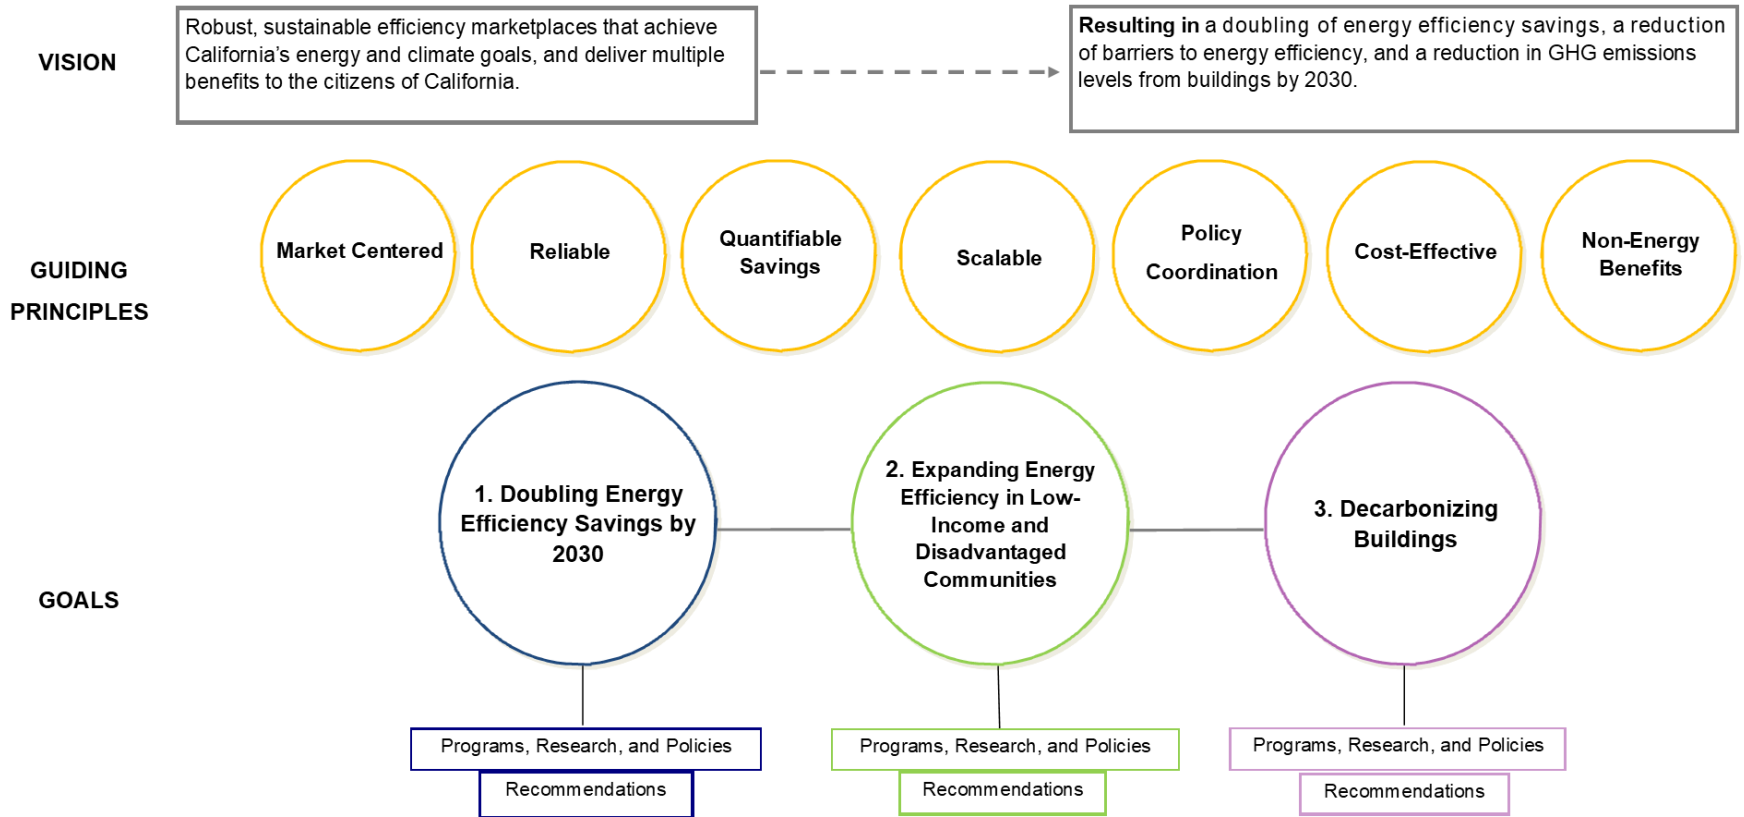 VISION
Robust, sustainable efficiency marketplaces that achieve
California's energy and climate goals, and deliver multiple
benefits to the citizens of California.
Resulting in a doubling of energy efficiency savings, a reduction
of barriers to energy efficiency, and a reduction in GHG emissions
levels from buildings by 2030.
GUIDING
PRINCIPLES
Market Centered
Reliable
Quantifiable
Savings
Scalable
Policy
Coordination
Cost-Effective
Non-Energy
Benefits
GOALS
1. Doubling Energy
Efficiency Savings by
2030
2. Expanding Energy
Efficiency in Low-
Income and
Disadvantaged
Communities
3. Decarbonizing
Buildings
Programs, Research, and Policies
Recommendations
Programs, Research, and Policies
Recommendations
Programs, Research, and Policies
Recommendations